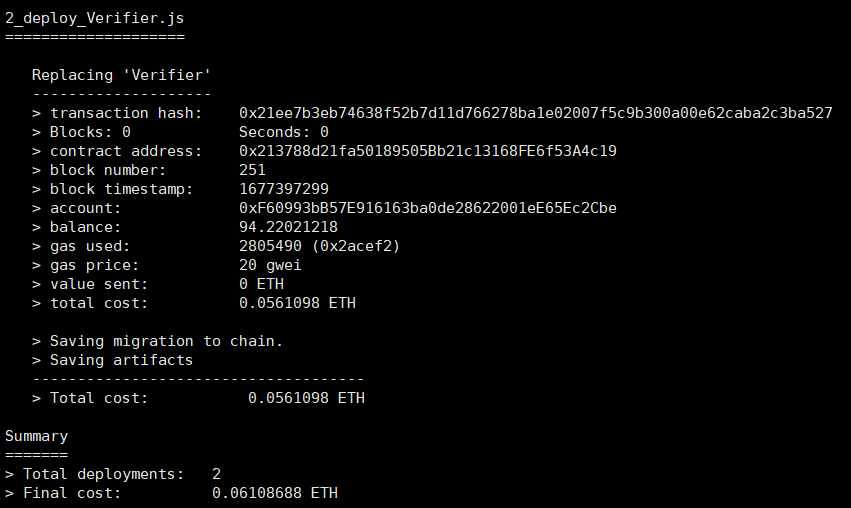 2_deploy_Verifier.js
====================
Replacing 'Verifier'
--------------------
> transaction hash:    0x21ee7b3eb74638f52b7d11d766278ba1e02007f5c9b300a00e62caba2c3ba527
> Blocks: 0            Seconds: 0
> contract address:    0x213788d21fa50189505Bb21c13168FE6f53A4c19
> block number:        251
> block timestamp:     1677397299
> account:             0xF60993bB57E916163ba0de28622001eE65Ec2Cbe
> balance:             94.22021218
> gas used:            2805490 (0x2acef2)
> gas price:           20 gwei
> value sent:          0 ETH
> total cost:          0.0561098 ETH
> Saving migration to chain.
> Saving artifacts
-------------------------------------
> Total cost:           0.0561098 ETH
Summary
=======
> Total deployments:   2
> Final cost:          0.06108688 ETH